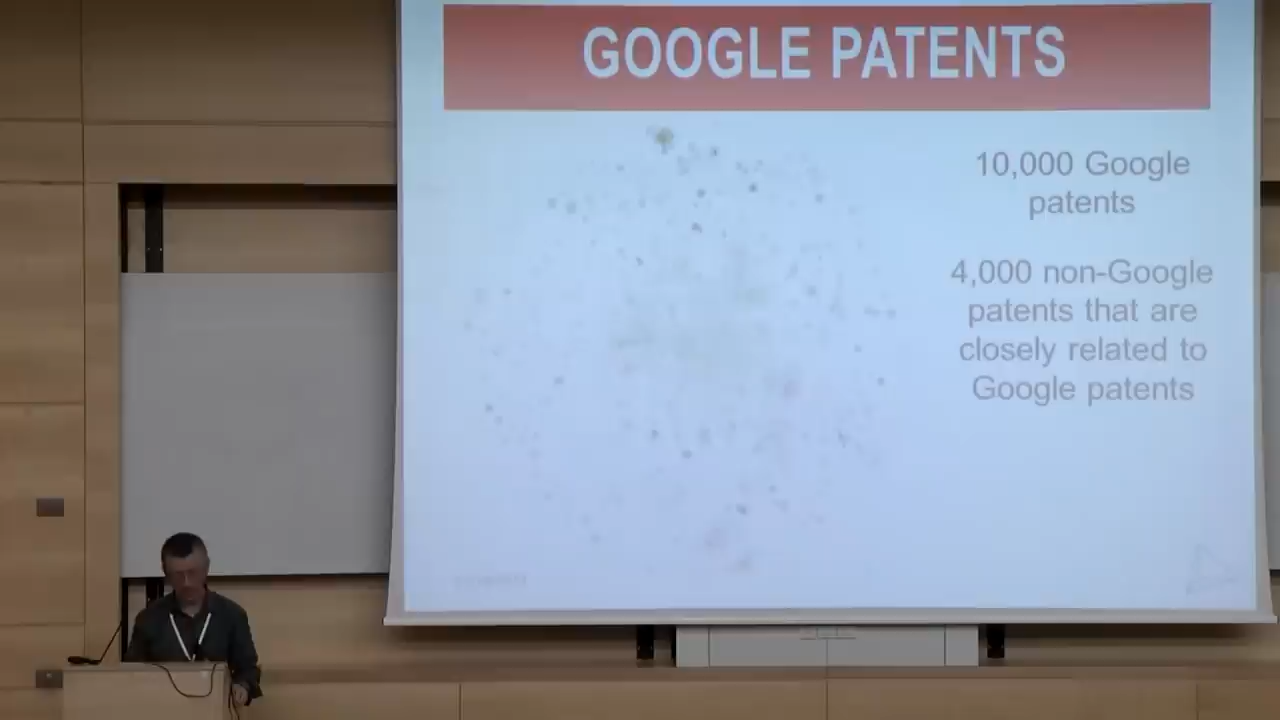 GOOGLE PATENTS
10,000 Google
patents
4,000 non-Google
patents that are
closely related to
Google patents